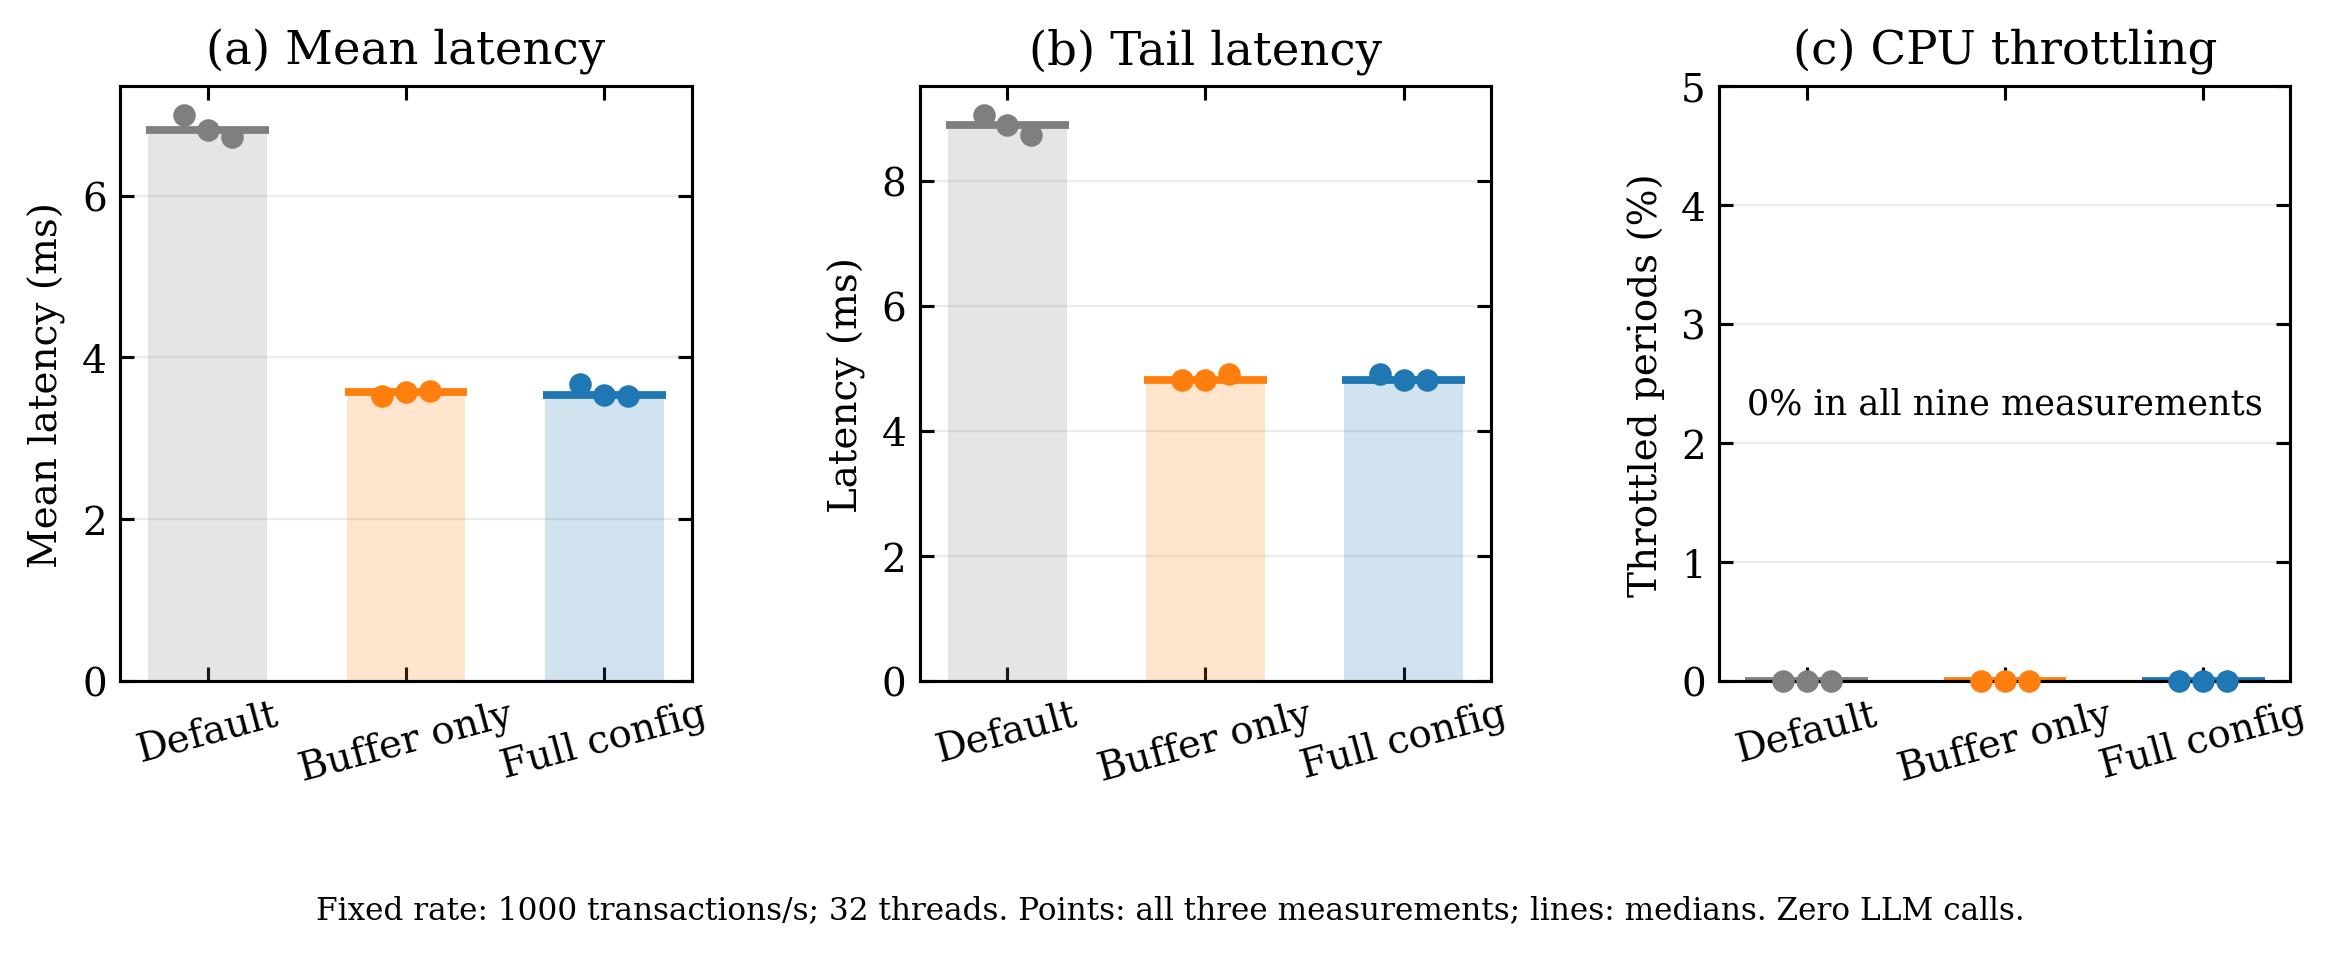 (a) Mean latency
Mean latency (ms)
6
4
2
0
Default
Buffer only
Full config
(b) Tail latency
Latency (ms)
8
6
4
2
0
Default
Buffer only
Full config
(c) CPU throttling
Throttled periods (%)
5
4
3
2
1
0
0% in all nine measurements
Default
Buffer only
Full config
Fixed rate: 1000 transactions/s; 32 threads. Points: all three measurements; lines: medians. Zero LLM calls.